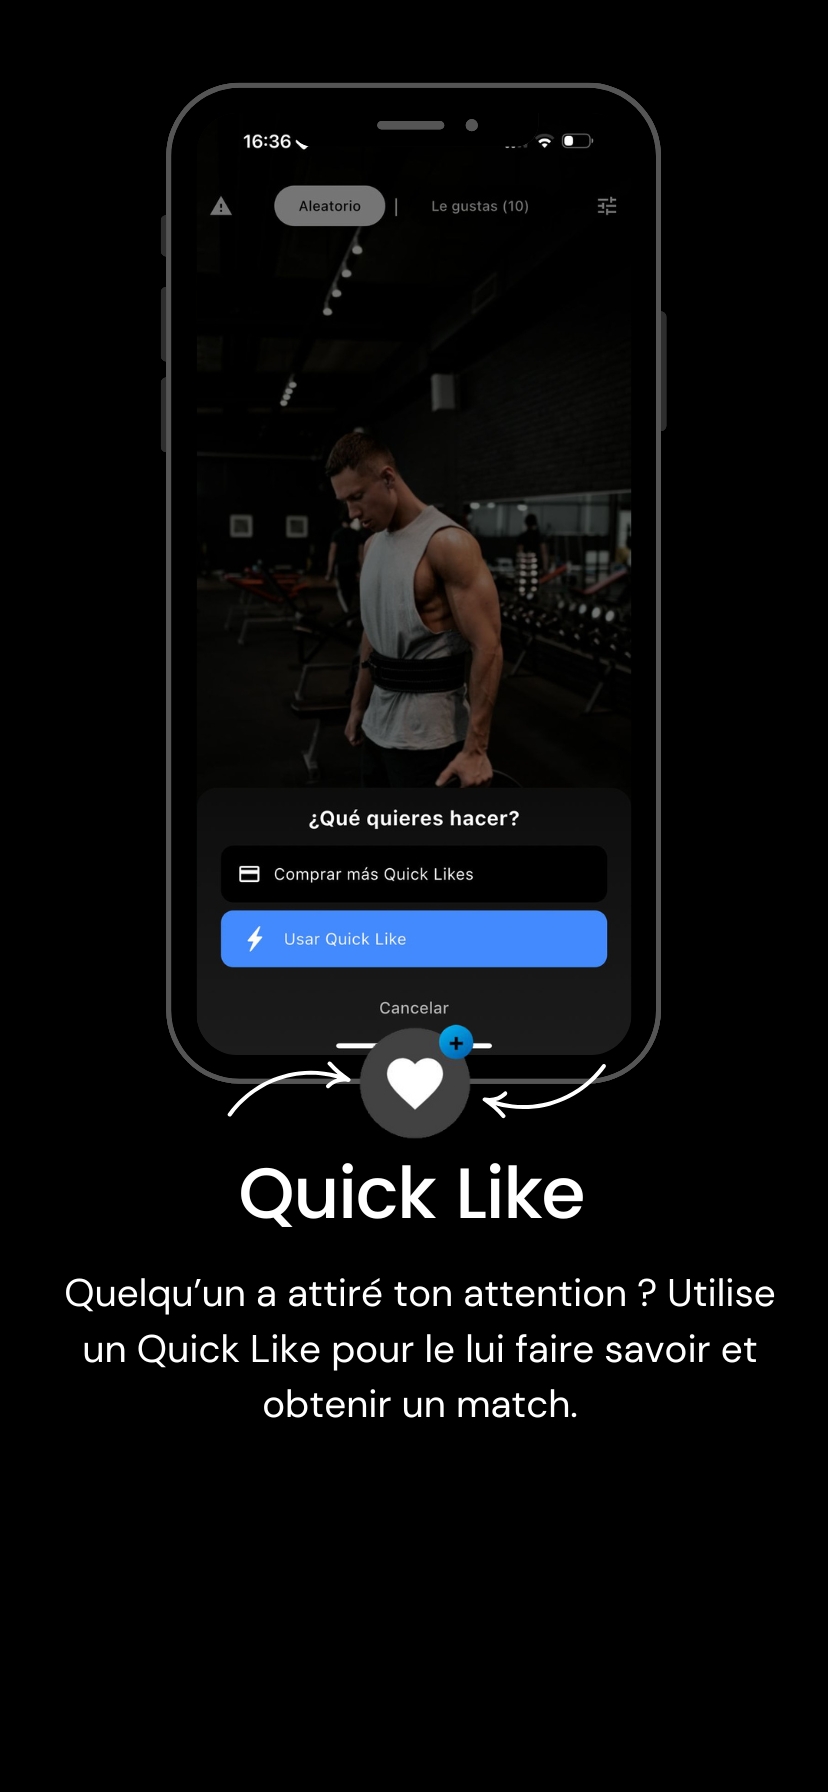 16:36
Aleatorio | Le gustas (10)
¿Qué quieres hacer?
Comprar más Quick Likes
Usar Quick Like
Cancelar
+
Quick Like
Quelqu’un a attiré ton attention ? Utilise
un Quick Like pour le lui faire savoir et
obtenir un match.